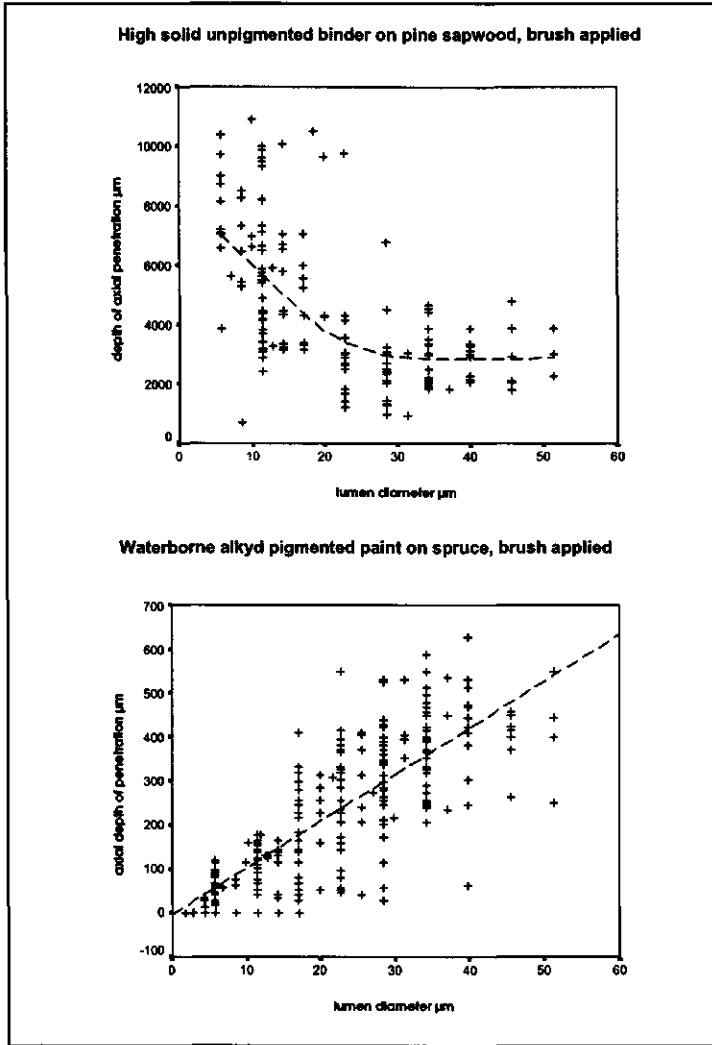 High solid unpigmented binder on pine sapwood, brush applied
12000
10000
8000
6000
4000
2000
0
depth of axial penetration µm
0 10 20 30 40 50 60
lumen diameter µm
Waterborne alkyd pigmented paint on spruce, brush applied
700
600
500
400
300
200
100
0
-100
axial depth of penetration µm
0 10 20 30 40 50 60
lumen diameter µm